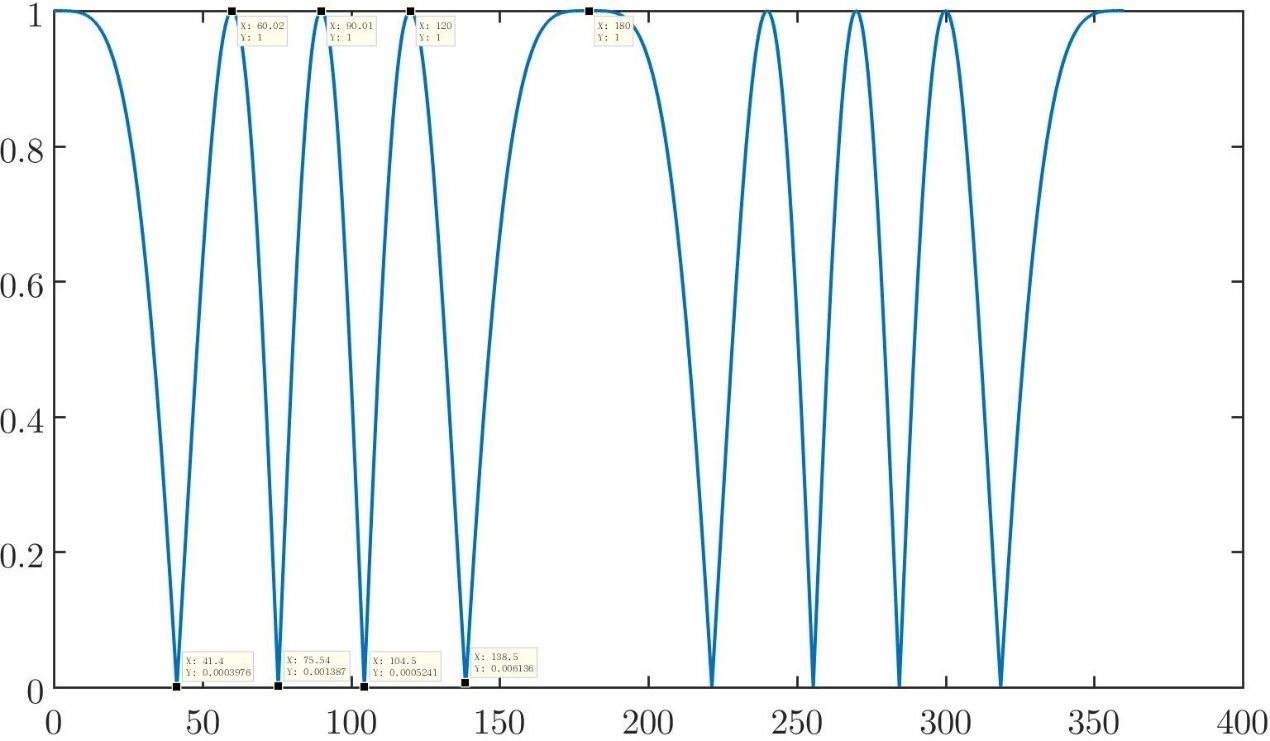 1
0.8
0.6
0.4
0.2
0
X: 60.02
Y: 1
X: 90.01
Y: 1
X: 120
Y: 1
X: 180
Y: 1
X: 41.4
Y: 0.0003976
X: 75.54
Y: 0.001387
X: 104.5
Y: 0.0005241
X: 138.5
Y: 0.006136
0 50 100 150 200 250 300 350 400